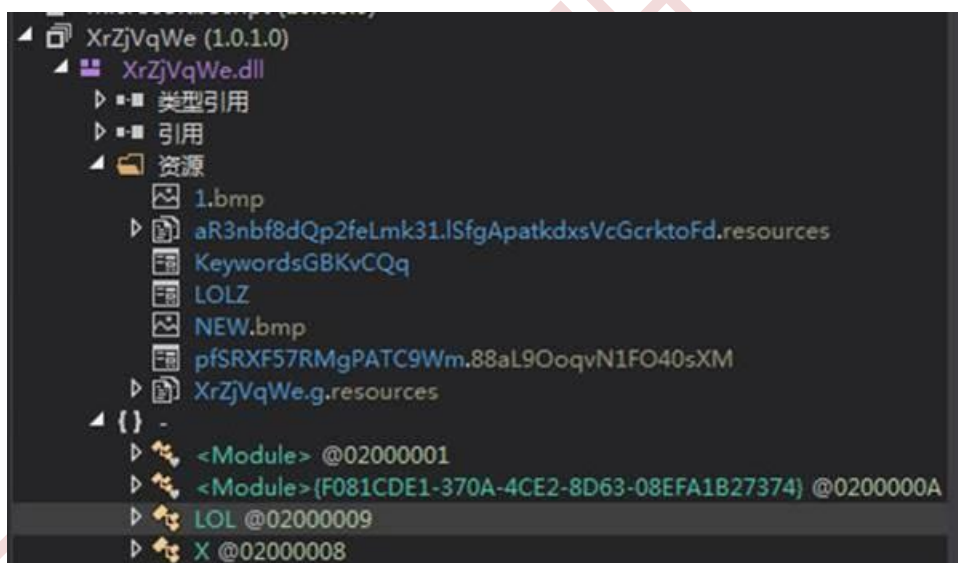 XrZjVqWe (1.0.1.0)
XrZjVqWe.dll
类型引用
引用
资源
1.bmp
aR3nbf8dQp2feLmk31.lSfgApatkdxsVcGcrktoFd.resources
KeywordsGBKvCQq
LOLZ
NEW.bmp
pfSRXF57RMgPATC9Wm.88aL9OoqvN1FO40sXM
XrZjVqWe.g.resources
{ } -
<Module> @02000001
<Module>{F081CDE1-370A-4CE2-8D63-08EFA1B27374} @0200000A
LOL @02000009
X @02000008